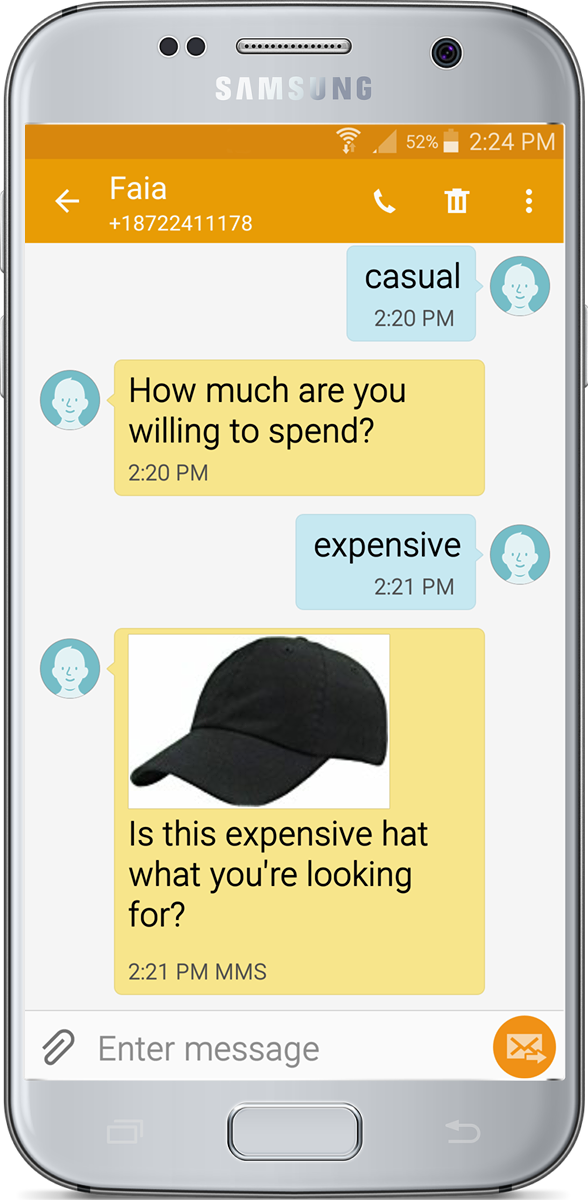 SAMSUNG
52% 2:24 PM
Faia
+18722411178
casual
2:20 PM
How much are you
willing to spend?
2:20 PM
expensive
2:21 PM
Is this expensive hat
what you're looking
for?
2:21 PM MMS
Enter message